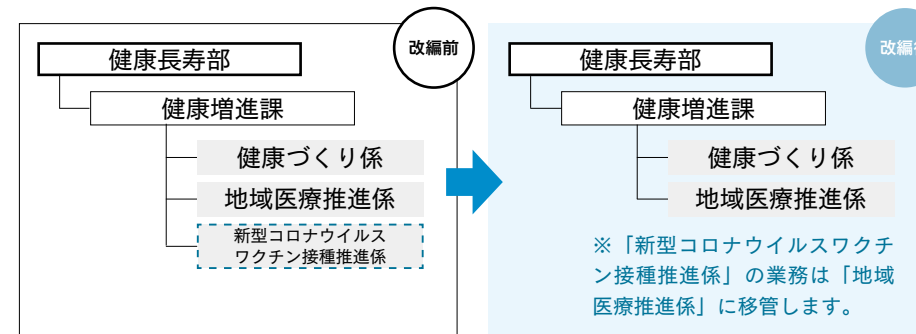 改編前
健康長寿部
健康増進課
健康づくり係
地域医療推進係
新型コロナウイルス
ワクチン接種推進係
改編
健康長寿部
健康増進課
健康づくり係
地域医療推進係
※「新型コロナウイルスワクチ
ン接種推進係」の業務は「地域
医療推進係」に移管します。